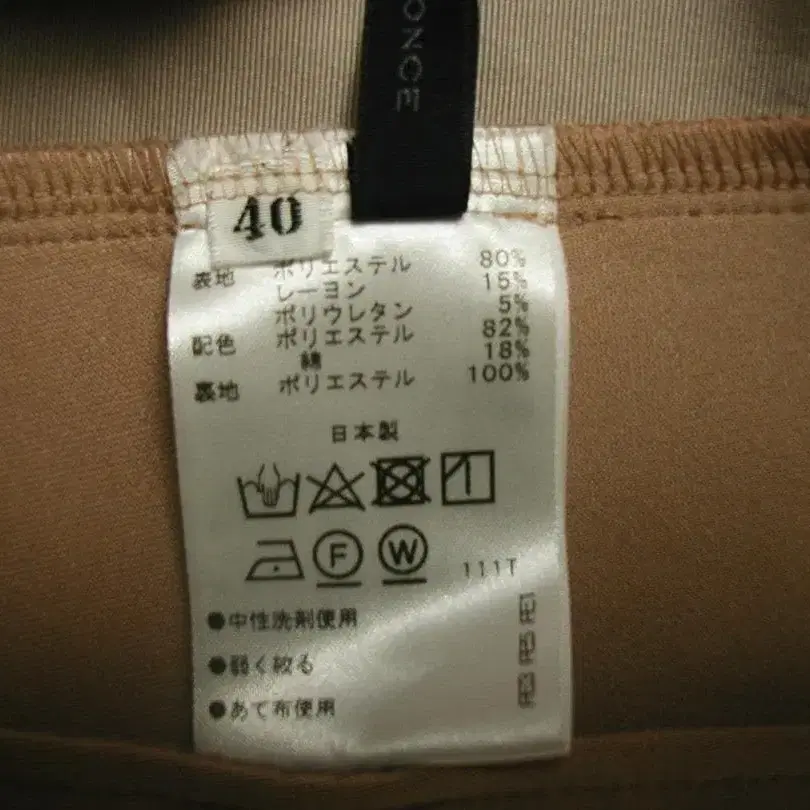 40
表地 ポリエステル 80%
レーヨン 15%
ポリウレタン 5%
配色 ポリエステル 82%
綿 18%
裏地 ポリエステル 100%
日本製
F W 111T
●中性洗剤使用
●弱く絞る
●あて布使用